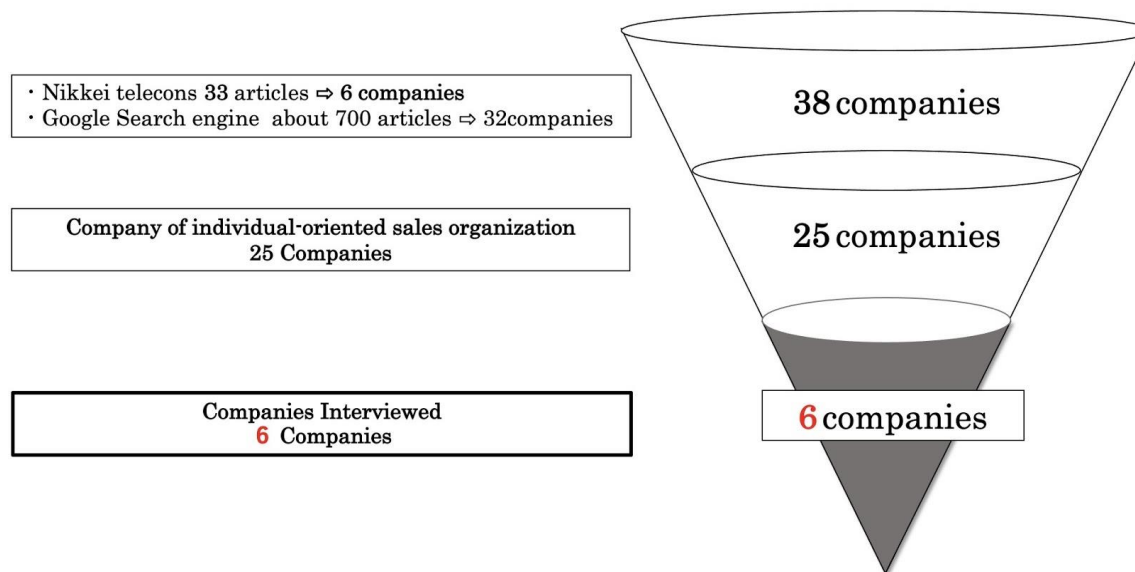 ・Nikkei telecons 33 articles ⇨ 6 companies
・Google Search engine about 700 articles ⇨ 32companies
38 companies
Company of individual-oriented sales organization
25 Companies
25 companies
Companies Interviewed
6 Companies
6 companies